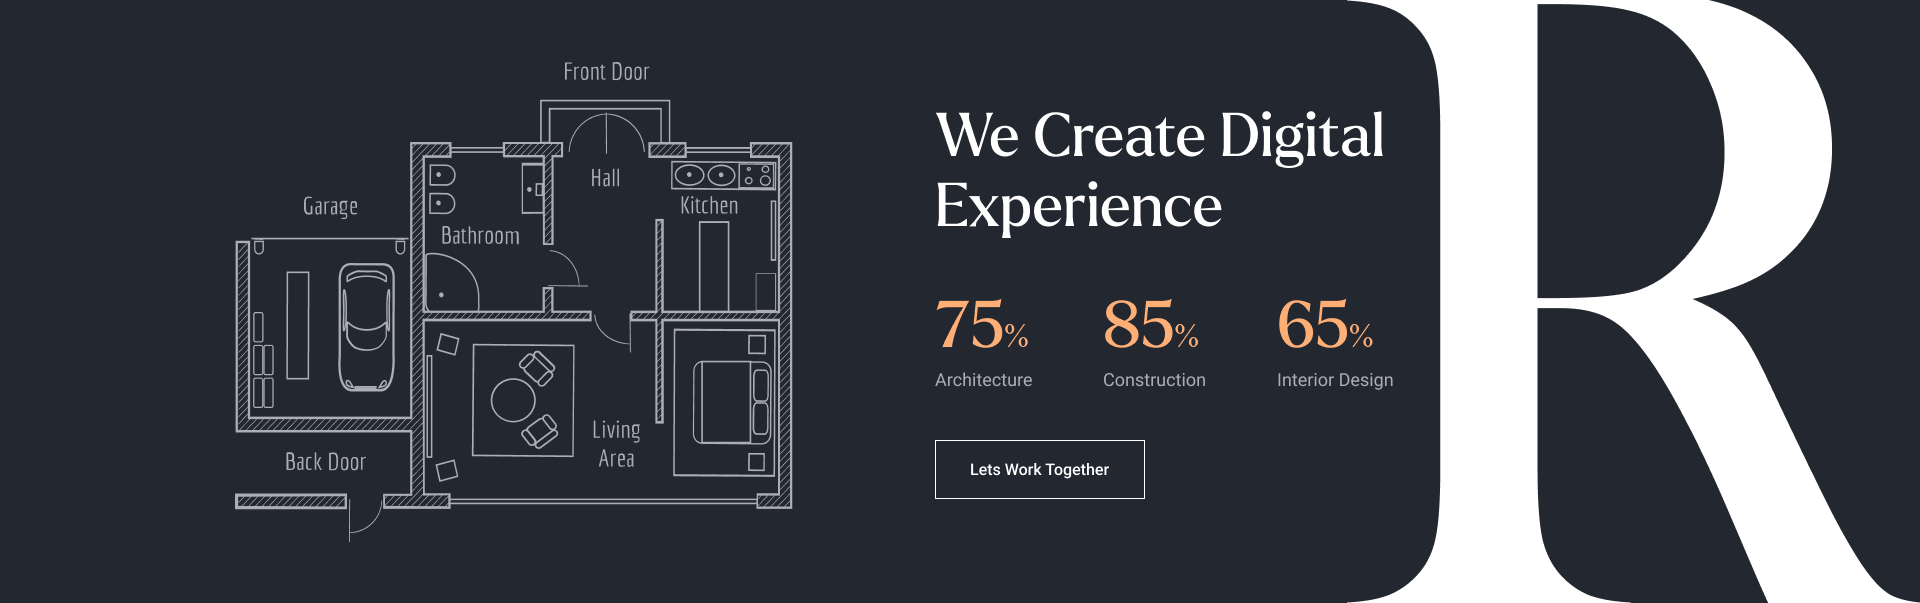 Front Door
Hall
Kitchen
Garage
Bathroom
Living
Area
Back Door
We Create Digital
Experience
75%
85%
65%
Architecture
Construction
Interior Design
Lets Work Together
R